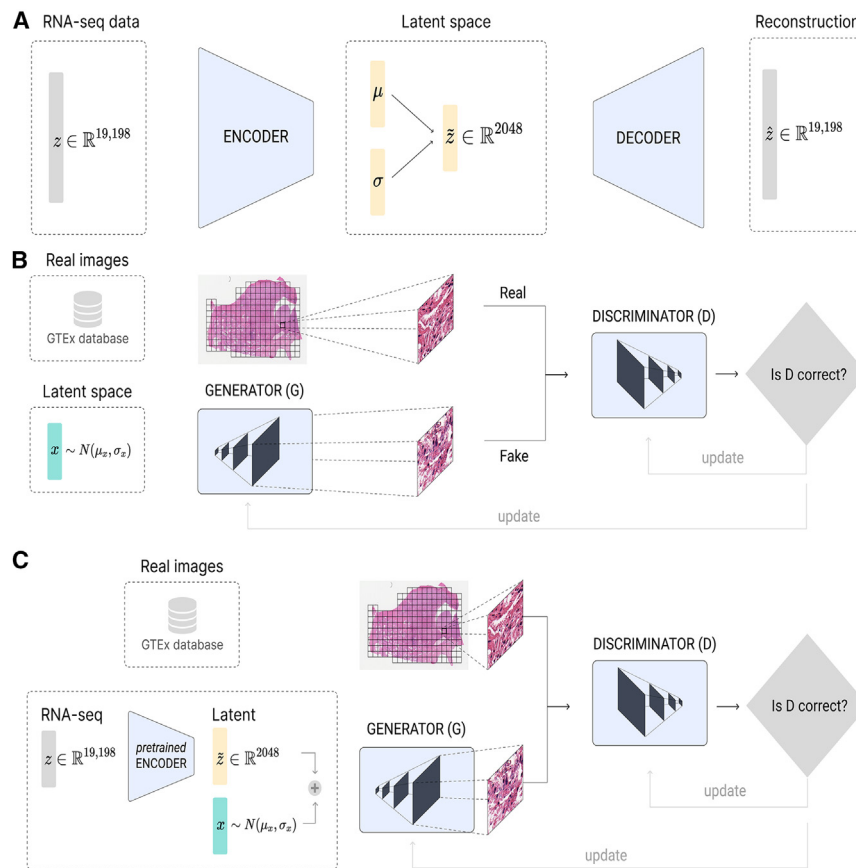 A
RNA-seq data
Latent space
Reconstruction
z ∈ ℝ^19,198
ENCODER
μ
σ
z̃ ∈ ℝ^2048
DECODER
ẑ ∈ ℝ^19,198
B
Real images
GTEx database
Real
DISCRIMINATOR (D)
Is D correct?
Latent space
GENERATOR (G)
x ∼ N(μ_x, σ_x)
Fake
update
update
C
Real images
GTEx database
DISCRIMINATOR (D)
Is D correct?
RNA-seq
Latent
GENERATOR (G)
z ∈ ℝ^19,198
pretrained
ENCODER
z̃ ∈ ℝ^2048
+
x ∼ N(μ_x, σ_x)
update
update